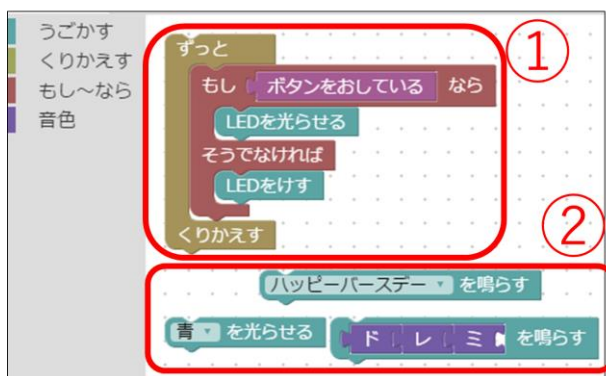 うごかす
くりかえす
もし～なら
音色
ずっと
①
もし ボタンをおしている なら
LEDを光らせる
そうでなければ
LEDをけす
くりかえす
②
ハッピーバースデー を鳴らす
青 を光らせる
ド レ ミ を鳴らす